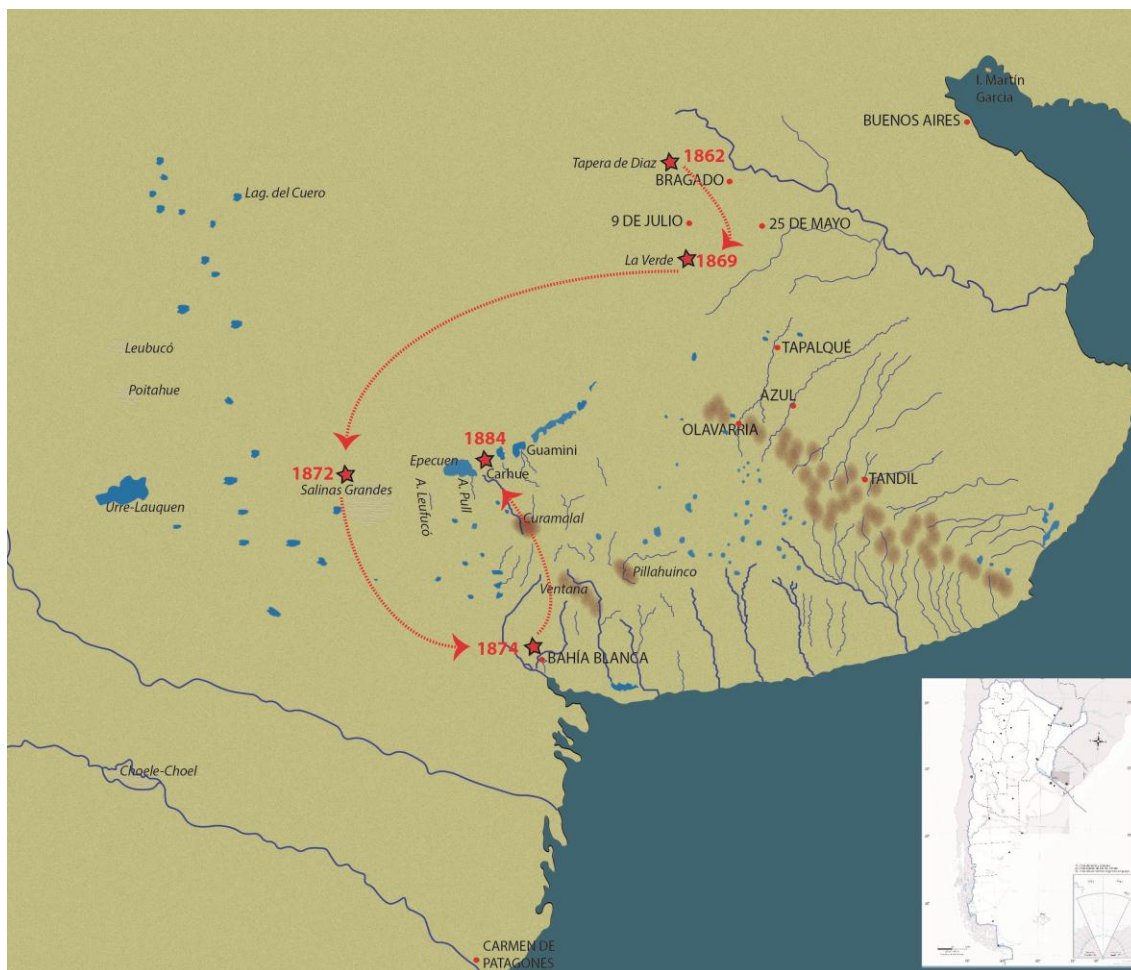 I. Martín
Garcia
BUENOS AIRES
1862
Tapera de Diaz
BRAGADO
Lag. del Cuero
9 DE JULIO
25 DE MAYO
La Verde
1869
Leubucó
TAPALQUÉ
Poitahue
AZUL
OLAVARRIA
1884
Guamini
Epecuen
1872
Carhue
TANDIL
Salinas Grandes
A. Pull
A. Leufucó
Urre-Lauquen
Curamalal
Pillahuinco
Ventana
1874
BAHÍA BLANCA
Choele-Choel
CARMEN DE
PATAGONES